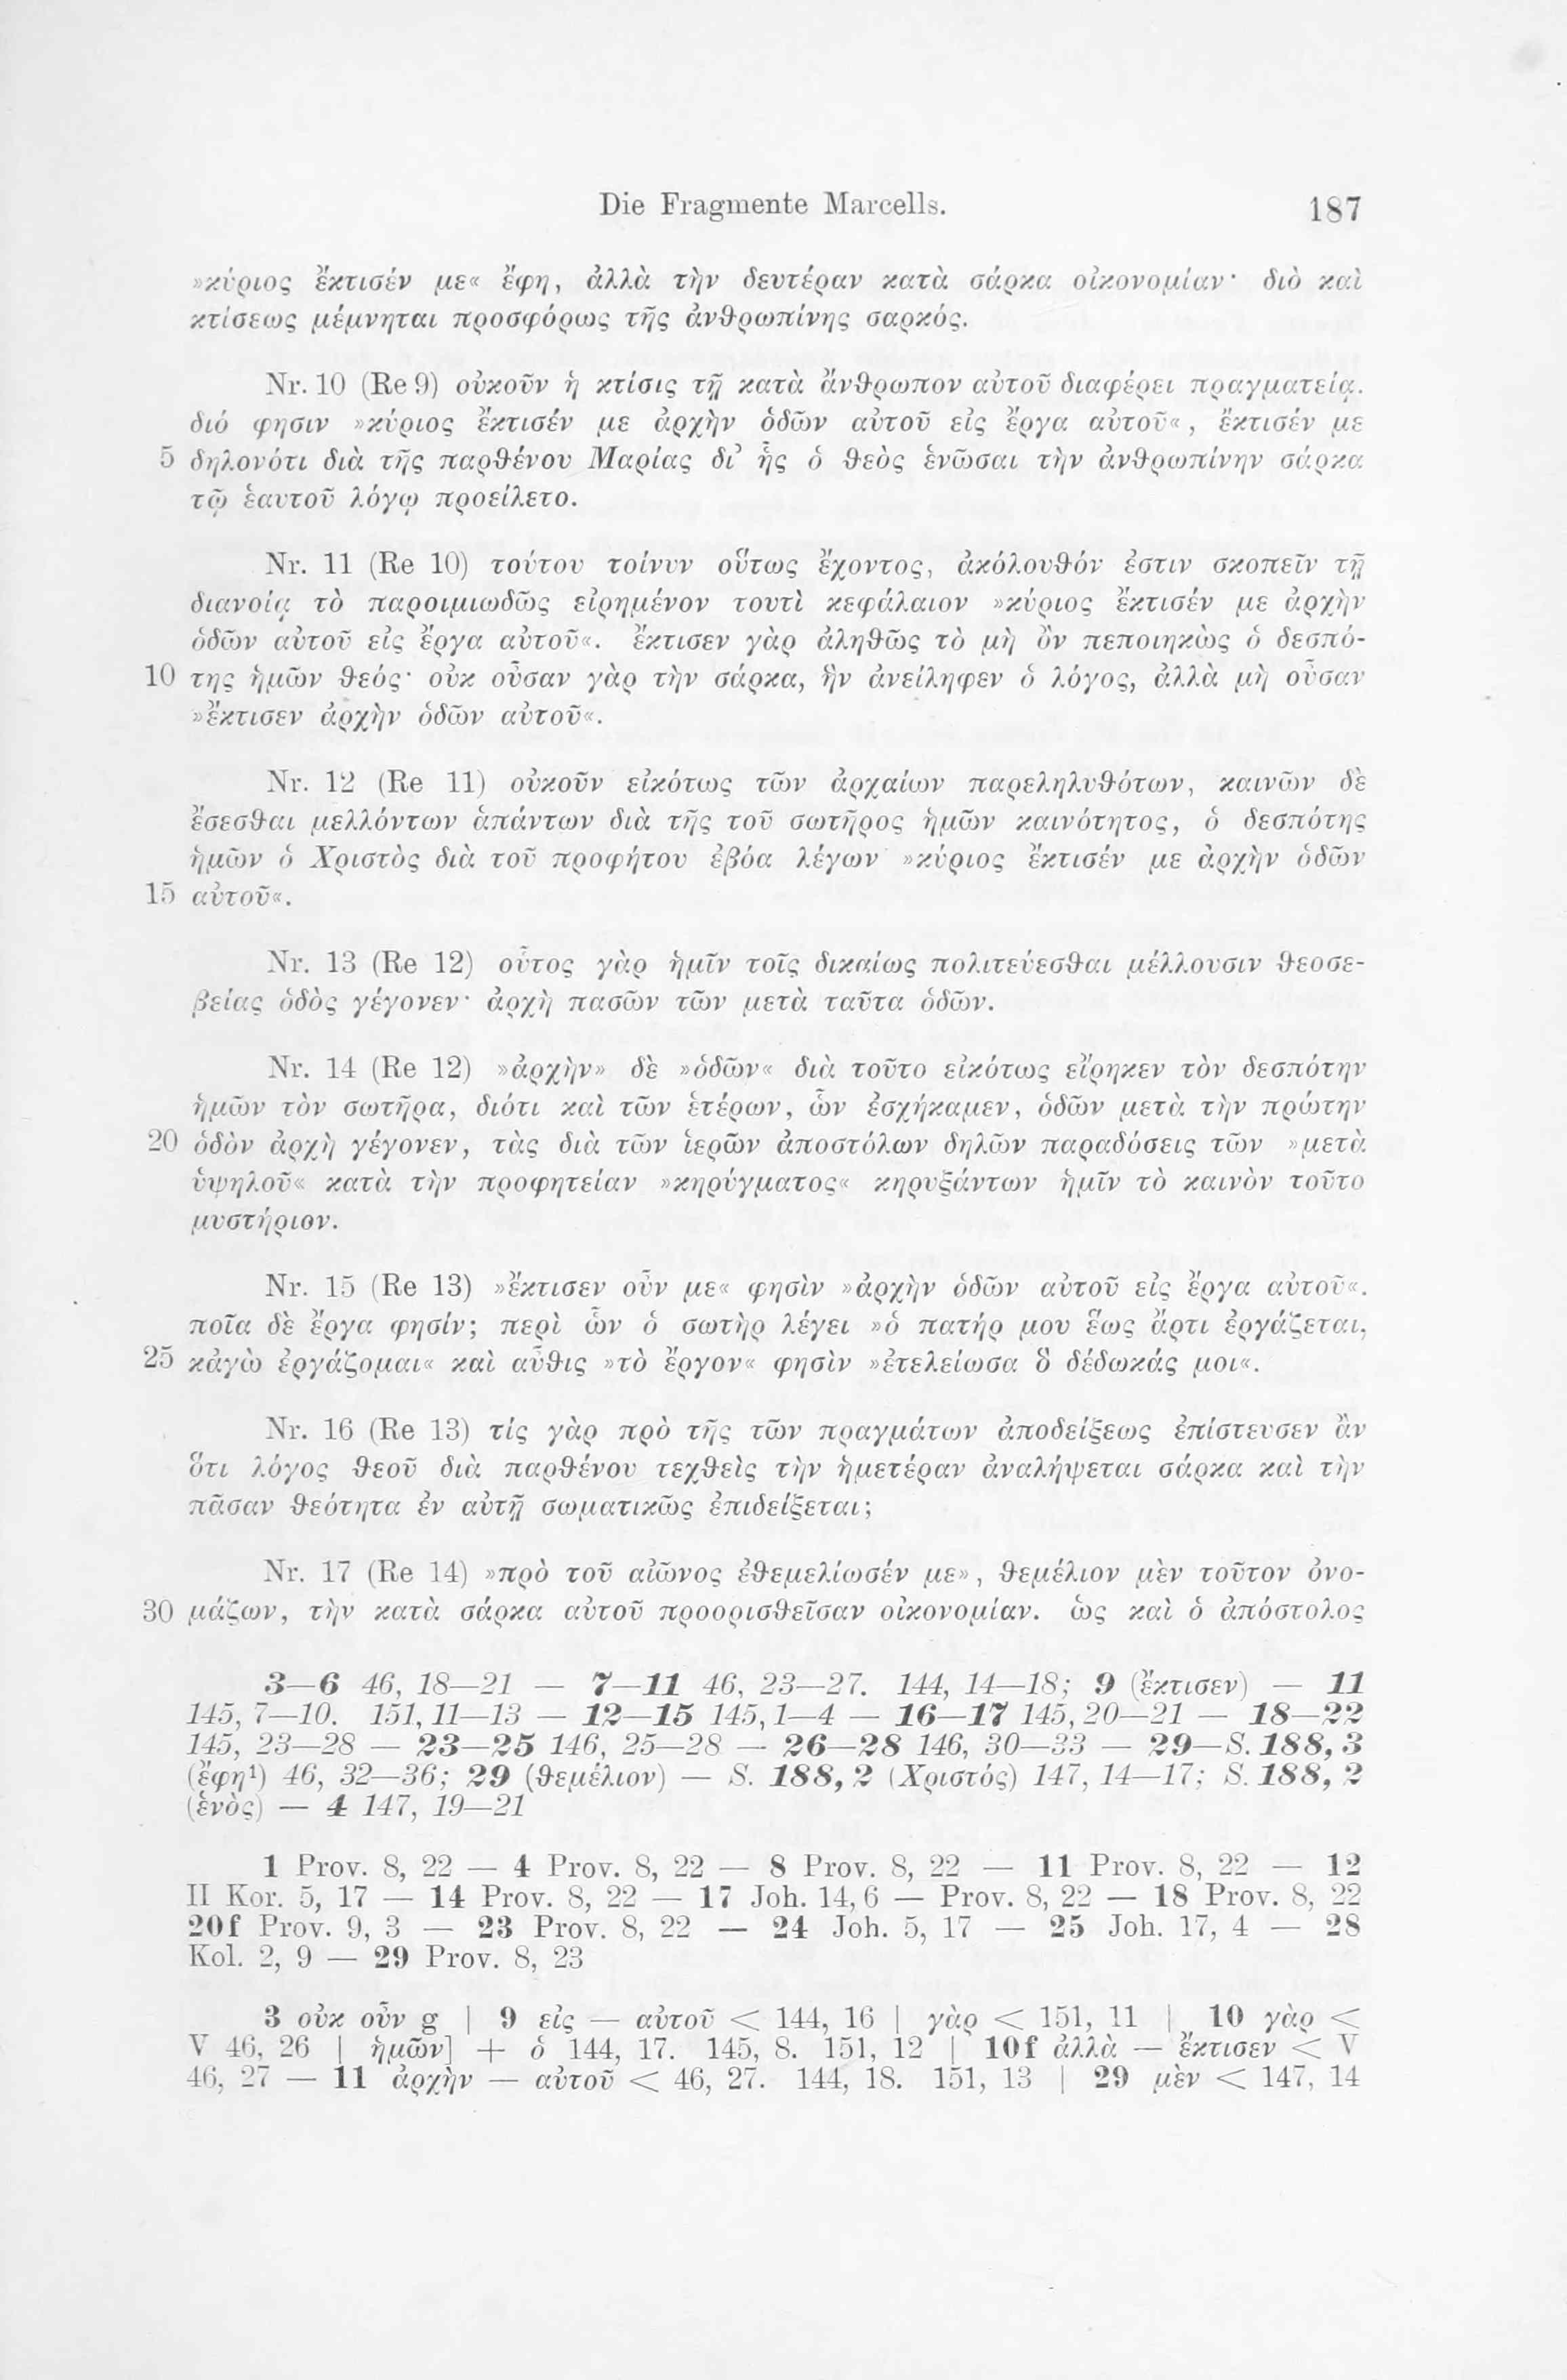 Die Fragmente Marcells. 187
»κύριος ἔκτισέν με« ἔφη, ἀλλὰ τὴν δευτέραν κατὰ σάρκα οἰκονομίαν· διὸ καὶ
κτίσεως μέμνηται προσφόρως τῆς ἀνθρωπίνης σαρκός.
Nr. 10 (Re 9) οὐκοῦν ἡ κτίσις τῇ κατὰ ἄνθρωπον αὐτοῦ διαφέρει πραγματείᾳ.
διό φησιν »κύριος ἔκτισέν με ἀρχὴν ὁδῶν αὐτοῦ εἰς ἔργα αὐτοῦ«, ἔκτισέν με
5 δηλονότι διὰ τῆς παρθένου Μαρίας δι’ ἧς ὁ θεὸς ἑνῶσαι τὴν ἀνθρωπίνην σάρκα
τῷ ἑαυτοῦ λόγῳ προείλετο.
Nr. 11 (Re 10) τούτου τοίνυν οὕτως ἔχοντος, ἀκόλουθόν ἐστιν σκοπεῖν τῇ
διανοίᾳ τὸ παροιμιωδῶς εἰρημένον τουτὶ κεφάλαιον »κύριος ἔκτισέν με ἀρχὴν
ὁδῶν αὐτοῦ εἰς ἔργα αὐτοῦ«. ἔκτισεν γὰρ ἀληθῶς τὸ μὴ ὂν πεποιηκὼς ὁ δεσπό-
10 της ἡμῶν θεός· οὐκ οὖσαν γὰρ τὴν σάρκα, ἣν ἀνείληφεν ὁ λόγος, ἀλλὰ μὴ οὖσαν
»ἔκτισεν ἀρχὴν ὁδῶν αὐτοῦ«.
Nr. 12 (Re 11) οὐκοῦν εἰκότως τῶν ἀρχαίων παρεληλυθότων, καινῶν δὲ
ἔσεσθαι μελλόντων ἁπάντων διὰ τῆς τοῦ σωτῆρος ἡμῶν καινότητος, ὁ δεσπότης
ἡμῶν ὁ Χριστὸς διὰ τοῦ προφήτου ἐβόα λέγων »κύριος ἔκτισέν με ἀρχὴν ὁδῶν
15 αὐτοῦ«.
Nr. 13 (Re 12) οὗτος γὰρ ἡμῖν τοῖς δικαίως πολιτεύεσθαι μέλλουσιν θεοσε-
βείας ὁδὸς γέγονεν· ἀρχὴ πασῶν τῶν μετὰ ταῦτα ὁδῶν.
Nr. 14 (Re 12) »ἀρχὴν» δὲ »ὁδῶν« διὰ τοῦτο εἰκότως εἴρηκεν τὸν δεσπότην
ἡμῶν τὸν σωτῆρα, διότι καὶ τῶν ἑτέρων, ὧν ἐσχήκαμεν, ὁδῶν μετὰ τὴν πρώτην
20 ὁδὸν ἀρχὴ γέγονεν, τὰς διὰ τῶν ἱερῶν ἀποστόλων δηλῶν παραδόσεις τῶν »μετὰ
ὑψηλοῦ« κατὰ τὴν προφητείαν »κηρύγματος« κηρυξάντων ἡμῖν τὸ καινὸν τοῦτο
μυστήριον.
Nr. 15 (Re 13) »ἔκτισεν οὖν με« φησὶν »ἀρχὴν ὁδῶν αὐτοῦ εἰς ἔργα αὐτοῦ«.
ποῖα δὲ ἔργα φησίν; περὶ ὧν ὁ σωτὴρ λέγει »ὁ πατήρ μου ἕως ἄρτι ἐργάζεται,
25 κἀγὼ ἐργάζομαι« καὶ αὖθις »τὸ ἔργον« φησὶν »ἐτελείωσα ὃ δέδωκάς μοι«.
Nr. 16 (Re 13) τίς γὰρ πρὸ τῆς τῶν πραγμάτων ἀποδείξεως ἐπίστευσεν ἂν
ὅτι λόγος θεοῦ διὰ παρθένου τεχθεὶς τὴν ἡμετέραν ἀναλήψεται σάρκα καὶ τὴν
πᾶσαν θεότητα ἐν αὐτῇ σωματικῶς ἐπιδείξεται;
Nr. 17 (Re 14) »πρὸ τοῦ αἰῶνος ἐθεμελίωσέν με», θεμέλιον μὲν τοῦτον ὀνο-
30 μάζων, τὴν κατὰ σάρκα αὐτοῦ προορισθεῖσαν οἰκονομίαν. ὡς καὶ ὁ ἀπόστολος
3—6 46, 18—21 — 7—11 46, 23—27. 144, 14—18; 9 (ἔκτισεν) — 11
145, 7—10. 151, 11—13 — 12—15 145, 1—4 — 16—17 145, 20—21 — 18—22
145, 23—28 — 23—25 146, 25—28 — 26—28 146, 30—33 — 29—S. 188, 3
(ἔφη¹) 46, 32—36; 29 (θεμέλιον) — S. 188, 2 (Χριστός) 147, 14—17; S. 188, 2
(ἑνὸς) — 4 147, 19—21
1 Prov. 8, 22 — 4 Prov. 8, 22 — 8 Prov. 8, 22 — 11 Prov. 8, 22 — 12
II Kor. 5, 17 — 14 Prov. 8, 22 — 17 Joh. 14, 6 — Prov. 8, 22 — 18 Prov. 8, 22
20f Prov. 9, 3 — 23 Prov. 8, 22 — 24 Joh. 5, 17 — 25 Joh. 17, 4 — 28
Kol. 2, 9 — 29 Prov. 8, 23
3 οὐκ οὖν g | 9 εἰς — αὐτοῦ < 144, 16 | γὰρ < 151, 11 | 10 γὰρ <
V 46, 26 | ἡμῶν] + ὁ 144, 17. 145, 8. 151, 12 | 10f ἀλλὰ — ἔκτισεν < V
46, 27 — 11 ἀρχὴν — αὐτοῦ < 46, 27. 144, 18. 151, 13 | 29 μὲν < 147, 14